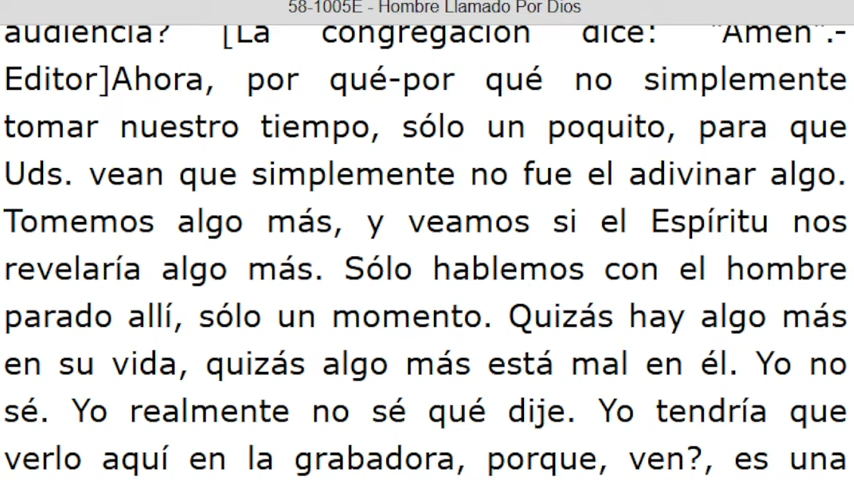 58-1005E - Hombre Llamado Por Dios
audiencia? [La congregación dice: "Amén".-
Editor]Ahora, por qué-por qué no simplemente
tomar nuestro tiempo, sólo un poquito, para que
Uds. vean que simplemente no fue el adivinar algo.
Tomemos algo más, y veamos si el Espíritu nos
revelaría algo más. Sólo hablemos con el hombre
parado allí, sólo un momento. Quizás hay algo más
en su vida, quizás algo más está mal en él. Yo no
sé. Yo realmente no sé qué dije. Yo tendría que
verlo aquí en la grabadora, porque, ven?, es una